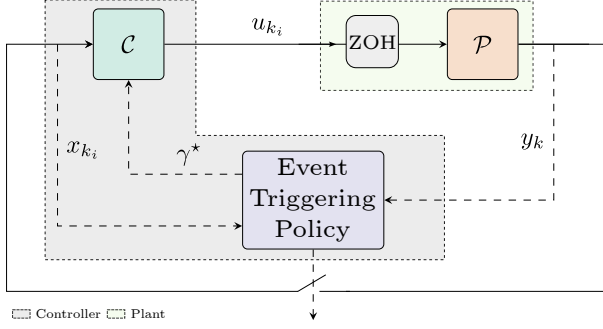 u_{k_i}
𝒞
ZOH
𝒫
x_{k_i}
γ*
y_k
Event
Triggering
Policy
Controller Plant